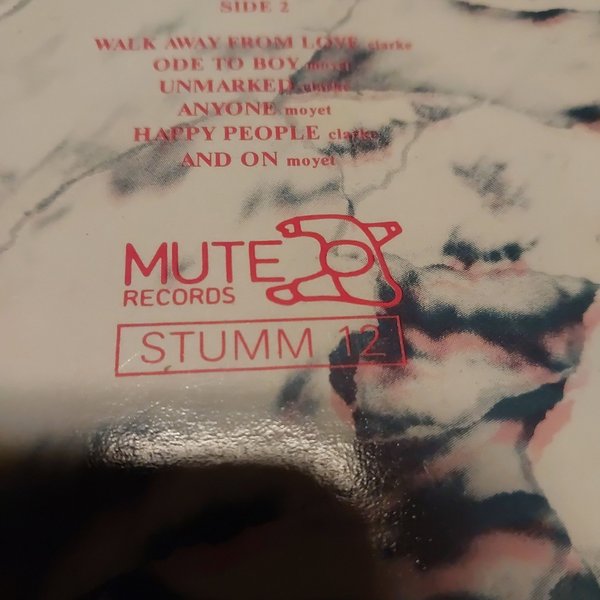 SIDE 2
WALK AWAY FROM LOVE clarke
ODE TO BOY moyet
UNMARKED clarke
ANYONE moyet
HAPPY PEOPLE clarke
AND ON moyet
MUTE
RECORDS
STUMM 12